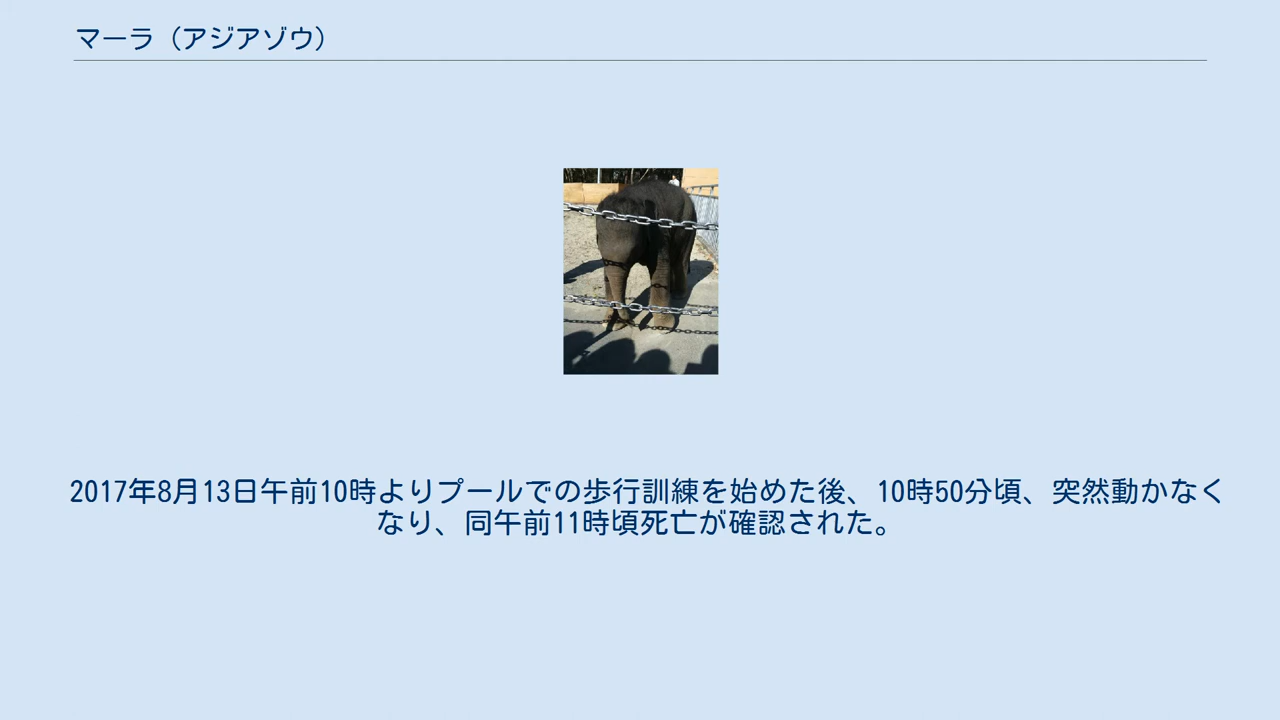 マーラ（アジアゾウ）
2017年8月13日午前10時よりプールでの歩行訓練を始めた後、10時50分頃、突然動かなく
なり、同午前11時頃死亡が確認された。